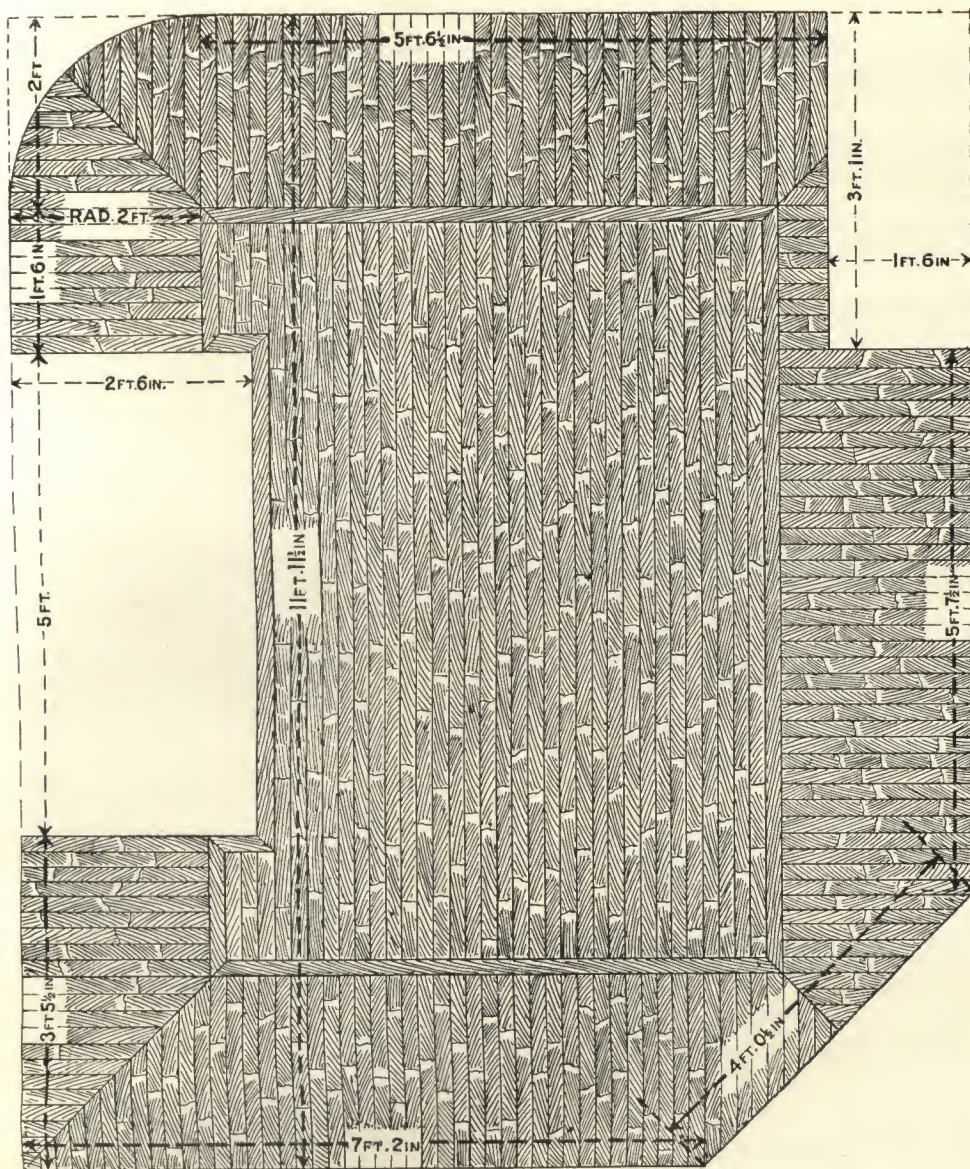 5FT. 6½IN
2FT
3FT. 1IN.
RAD. 2FT
1FT. 6IN
1FT. 6IN
2FT. 6IN.
11FT. 11½IN
5FT. 7½IN
5FT.
4FT. 0½IN
3FT 5½IN
7FT. 2IN